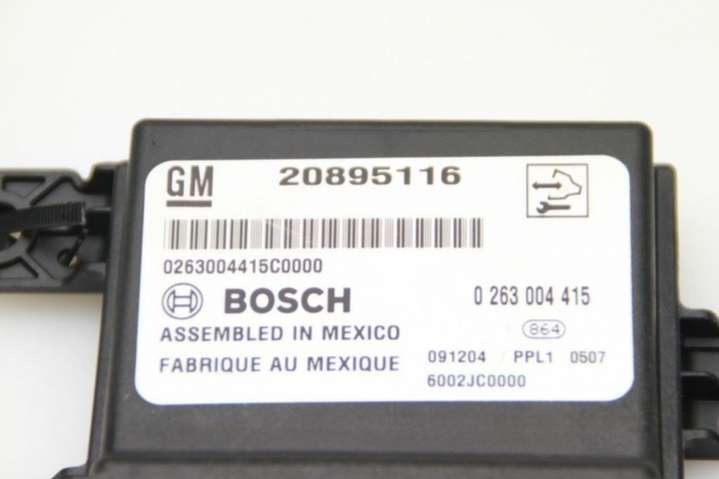 GM 20895116
0263004415C0000
BOSCH 0 263 004 415
ASSEMBLED IN MEXICO 864
FABRIQUE AU MEXIQUE 091204 / PPL1 0507
6002JC0000